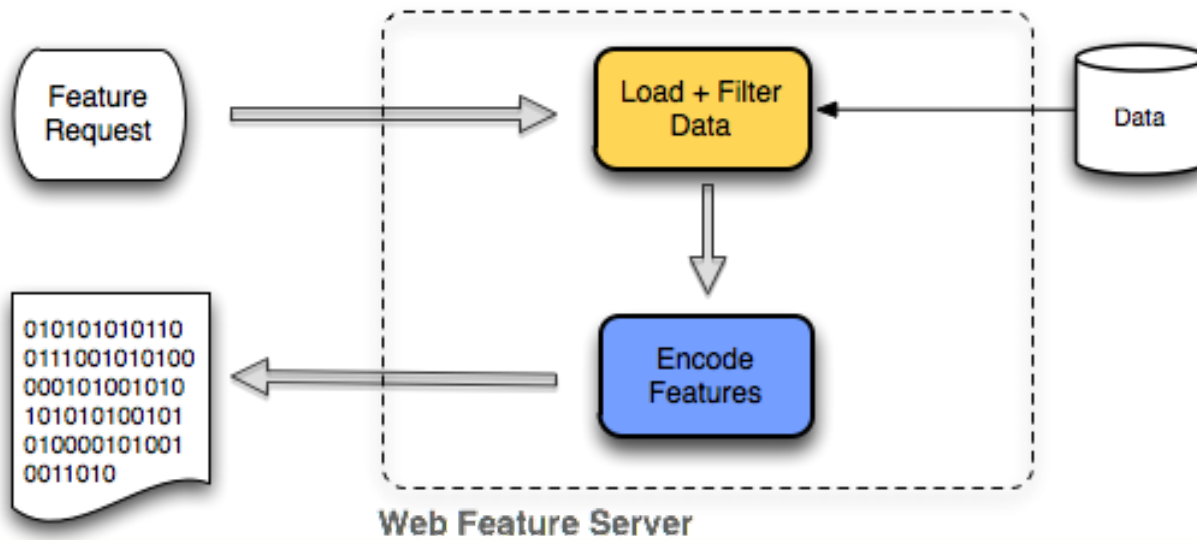 Feature
Request
Load + Filter
Data
Data
010101010110
0111001010100
000101001010
101010100101
010000101001
0011010
Encode
Features
Web Feature Server